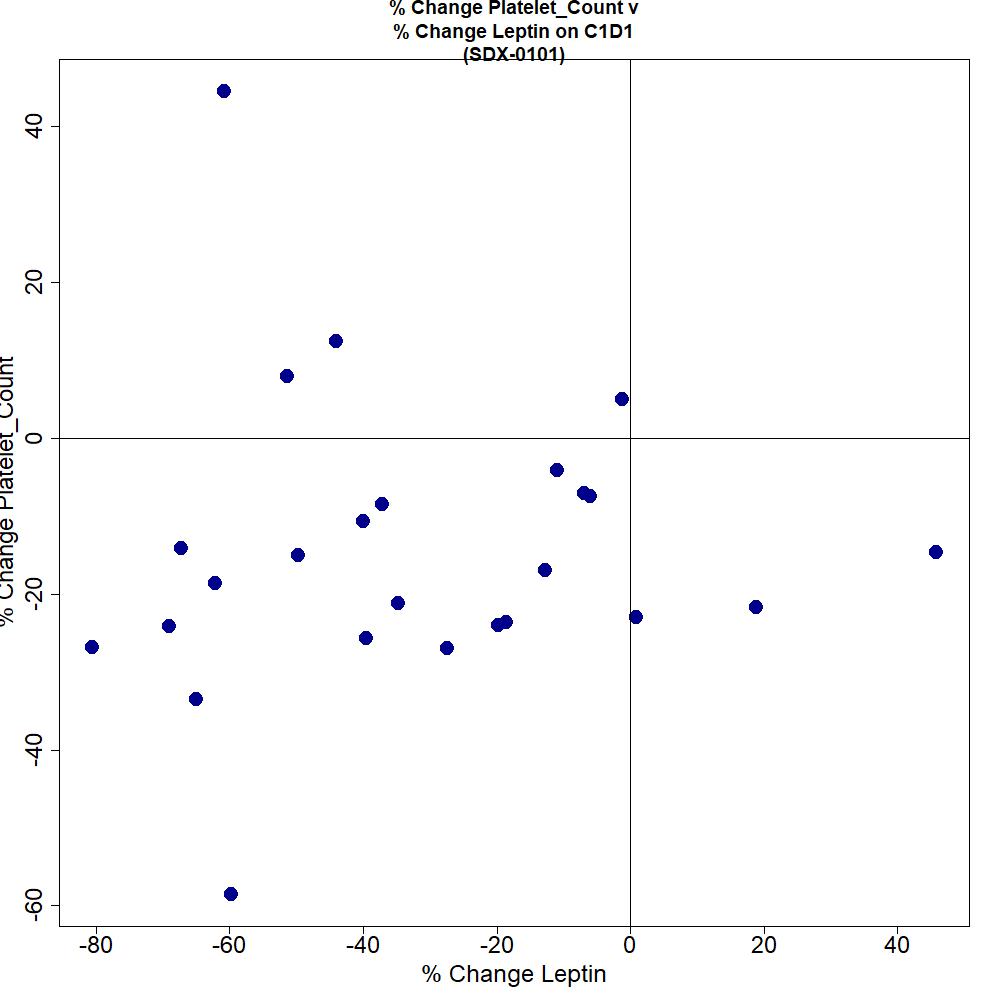 % Change Platelet_Count v
% Change Leptin on C1D1
(SDX-0101)
% Change Platelet_Count
40
20
0
-20
-40
-60
-80
-60
-40
-20
0
20
40
% Change Leptin